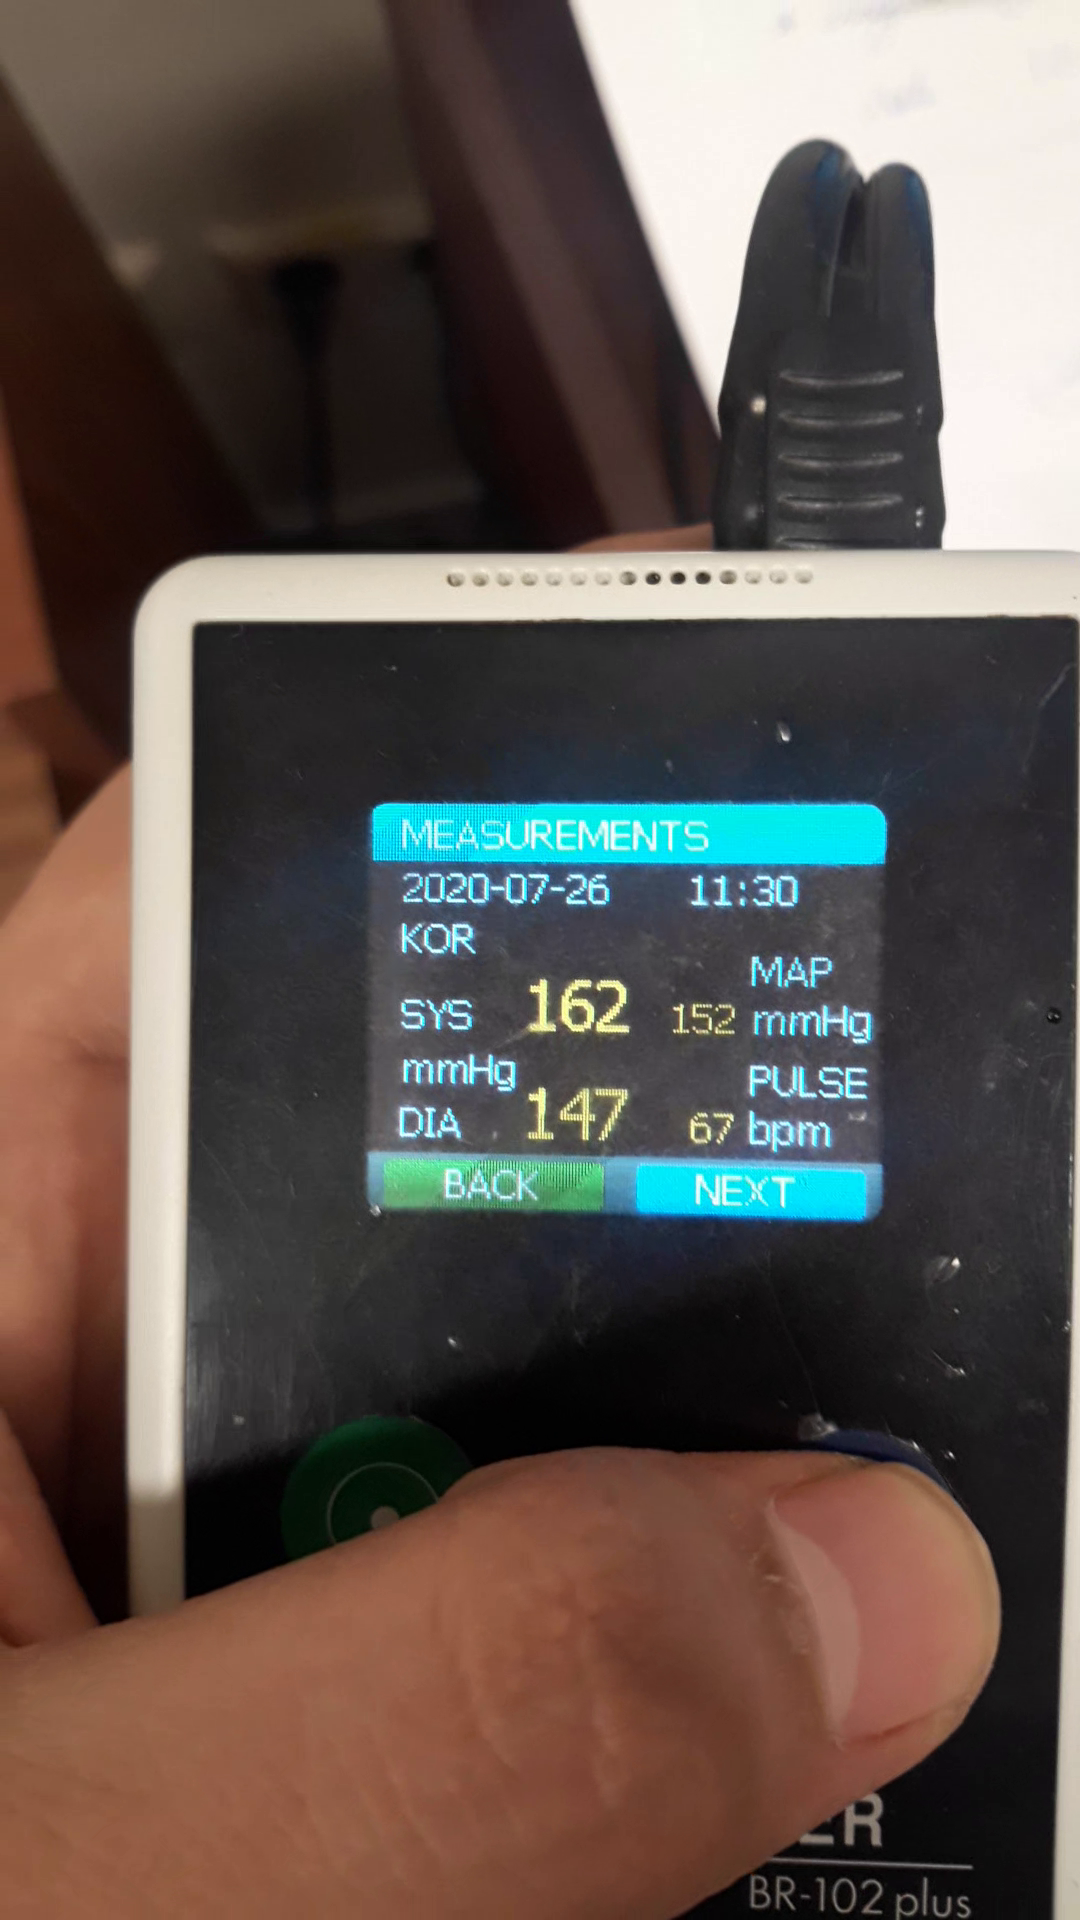 MEASUREMENTS
2020-07-26 11:30
KOR
MAP
SYS 162 152 mmHg
mmHg PULSE
DIA 147 67 bpm
BACK NEXT
ER
BR-102 plus